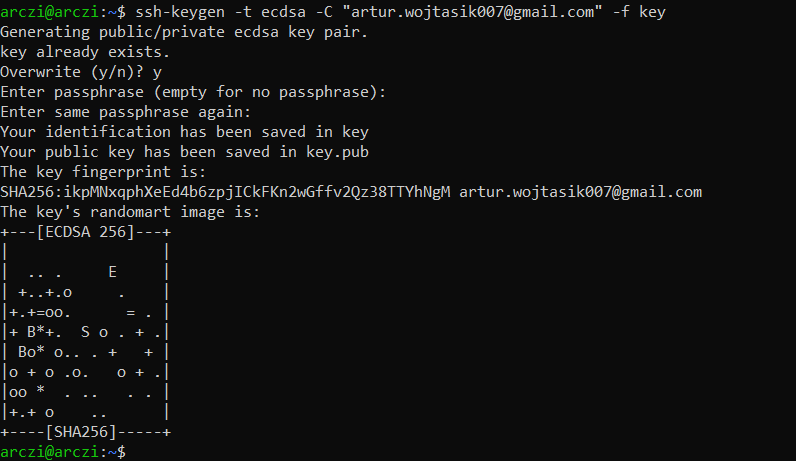 arczi@arczi:~$ ssh-keygen -t ecdsa -C "artur.wojtasik007@gmail.com" -f key
Generating public/private ecdsa key pair.
key already exists.
Overwrite (y/n)? y
Enter passphrase (empty for no passphrase):
Enter same passphrase again:
Your identification has been saved in key
Your public key has been saved in key.pub
The key fingerprint is:
SHA256:ikpMNxqphXeEd4b6zpjICkFKn2wGffv2Qz38TTYhNgM artur.wojtasik007@gmail.com
The key's randomart image is:
+---[ECDSA 256]---+
|                 |
|  .. .     E     |
| +..+.o     .    |
|+.+=oo.      = . |
|+ B*+.  S o . + .|
| Bo* o.. . +   + |
|o + o .o.   o + .|
|oo *  . ..   . . |
|+.+ o    ..      |
+----[SHA256]-----+
arczi@arczi:~$